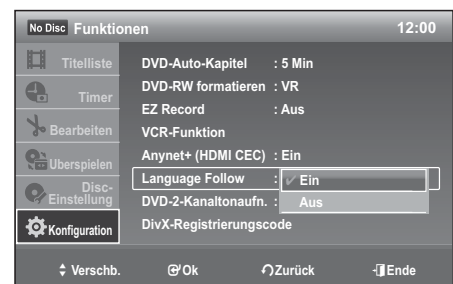 No Disc Funktionen 12:00
Titelliste
Timer
Bearbeiten
Uberspielen
Disc-
Einstellung
Konfiguration
DVD-Auto-Kapitel : 5 Min
DVD-RW formatieren : VR
EZ Record : Aus
VCR-Funktion
Anynet+ (HDMI CEC) : Ein
Language Follow : ✔ Ein
DVD-2-Kanaltonaufn. : Aus
DivX-Registrierungscode
Verschb. Ok Zurück Ende